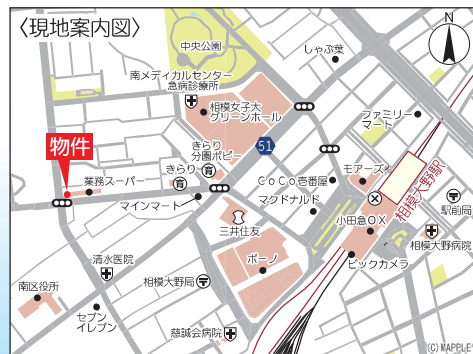 〈現地案内図〉
中央公園
しゃぶ葉
N
南メディカルセンター
急病診療所
相模女子大
グリーンホール
ファミリー
マート
きらり
分園ポピー
51
物件
きらり
育
育
モアーズ
相模大野駅
業務スーパー
CoCo壱番屋
マインマート
マクドナルド
駅前局
三井住友
小田急OX
相模大野病院
清水医院
ボーノ
ビックカメラ
相模大野局
南区役所
セブン
イレブン
慈誠会病院
(C) MAPPLE